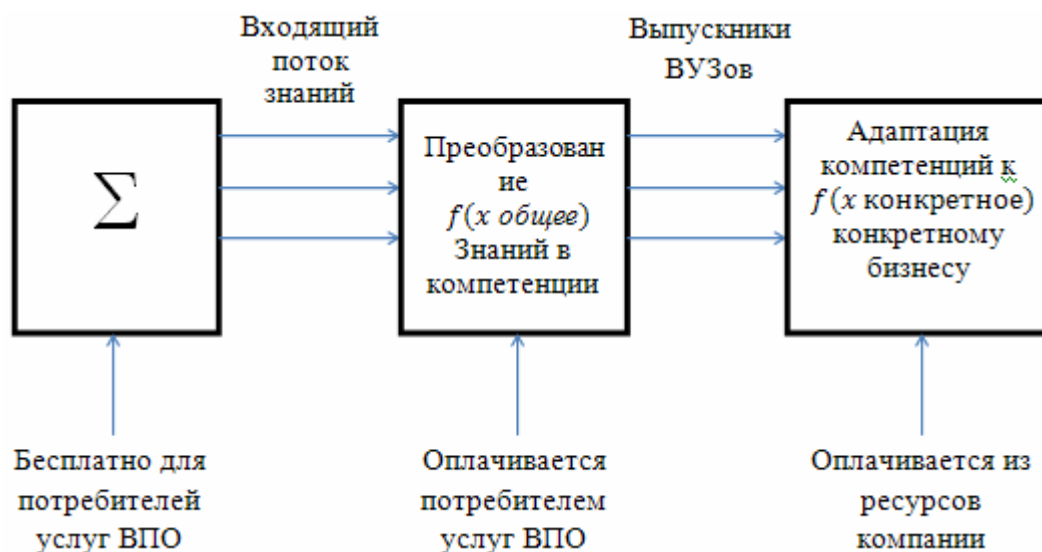 Входящий
поток
знаний
Выпускники
ВУЗов
∑
Преобразован
ие
f(x общее)
Знаний в
компетенции
Адаптация
компетенций к
f(x конкретное)
конкретному
бизнесу
Бесплатно для
потребителей
услуг ВПО
Оплачивается
потребителем
услуг ВПО
Оплачивается из
ресурсов
компании